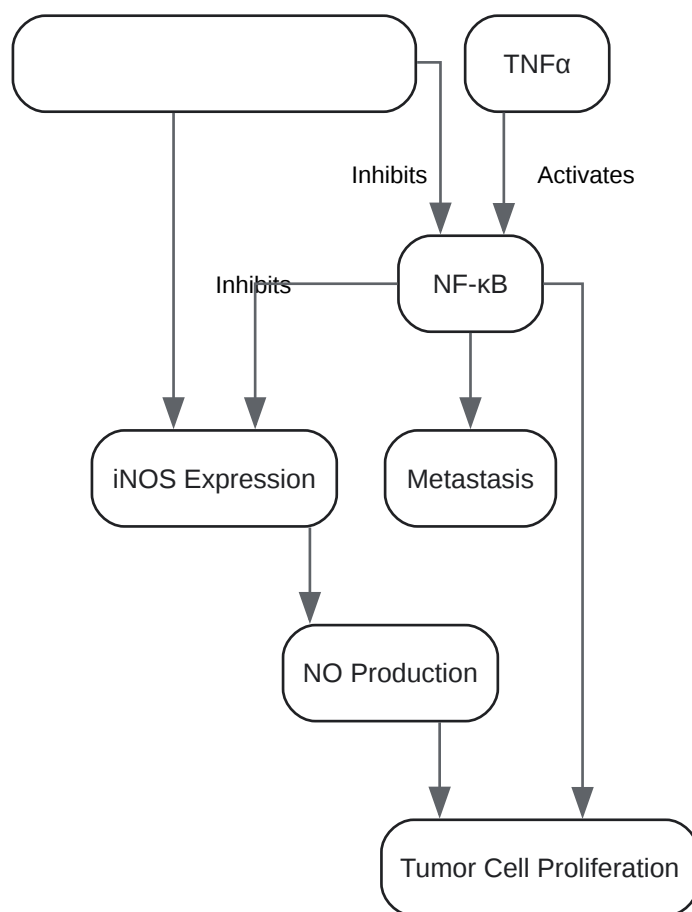 TNFα
Inhibits
Activates
NF-κB
Inhibits
iNOS Expression
Metastasis
NO Production
Tumor Cell Proliferation